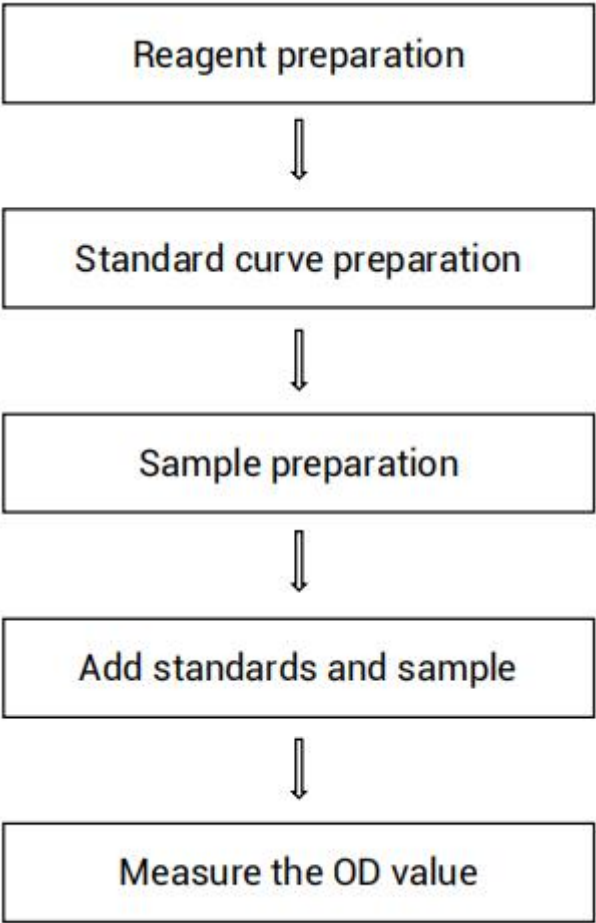 Reagent preparation
Standard curve preparation
Sample preparation
Add standards and sample
Measure the OD value